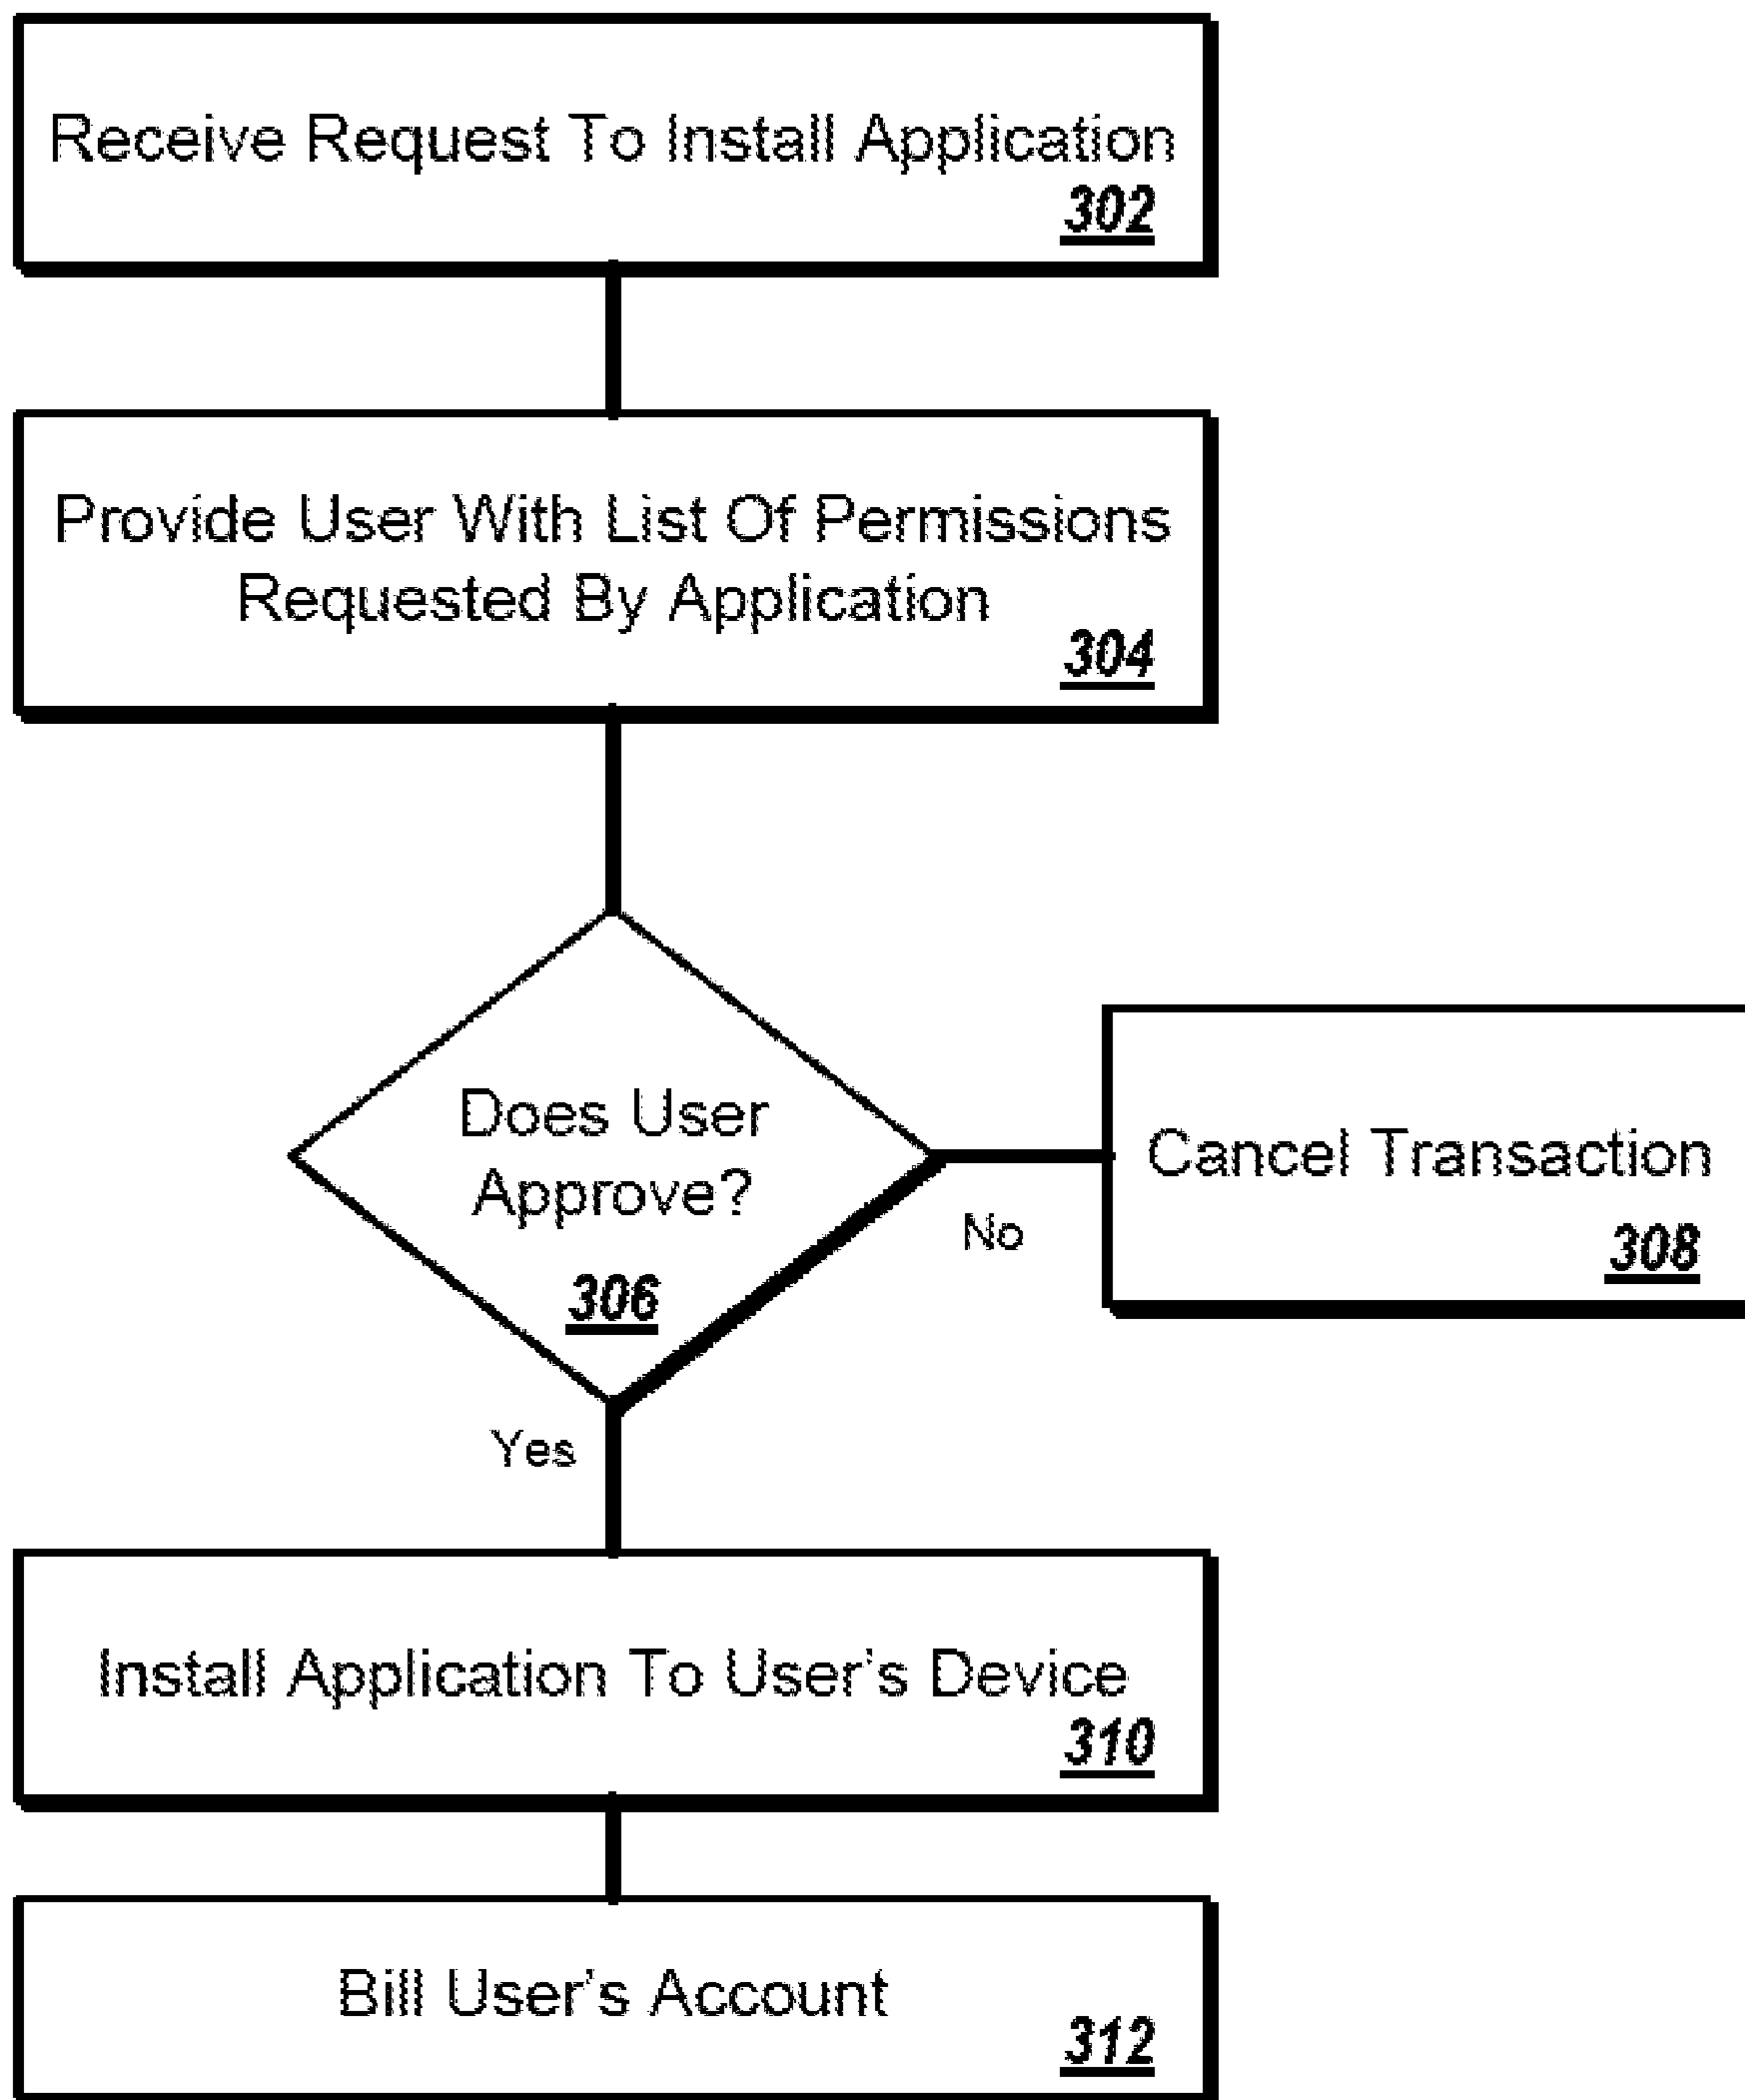 Receive Request To Install Application
302
Provide User With List Of Permissions
Requested By Application
304
Does User
Approve?
306
No
Cancel Transaction
308
Yes
Install Application To User's Device
310
Bill User's Account
312